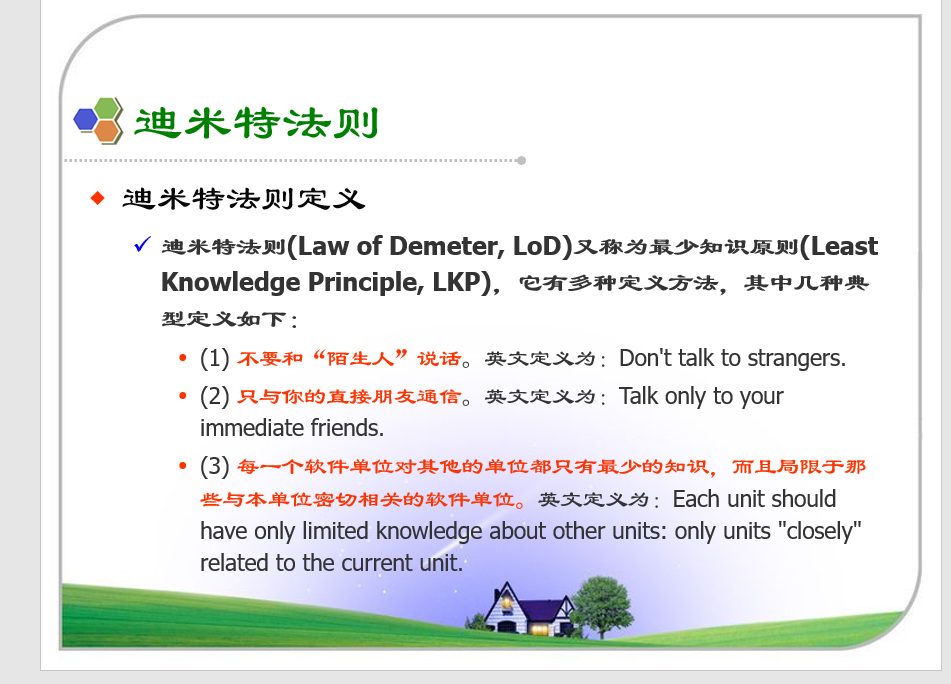 迪米特法则
迪米特法则定义
迪米特法则(Law of Demeter, LoD)又称为最少知识原则(Least
Knowledge Principle, LKP)，它有多种定义方法，其中几种典
型定义如下：
(1) 不要和“陌生人”说话。英文定义为：Don't talk to strangers.
(2) 只与你的直接朋友通信。英文定义为：Talk only to your
immediate friends.
(3) 每一个软件单位对其他的单位都只有最少的知识，而且局限于那
些与本单位密切相关的软件单位。英文定义为：Each unit should
have only limited knowledge about other units: only units "closely"
related to the current unit.